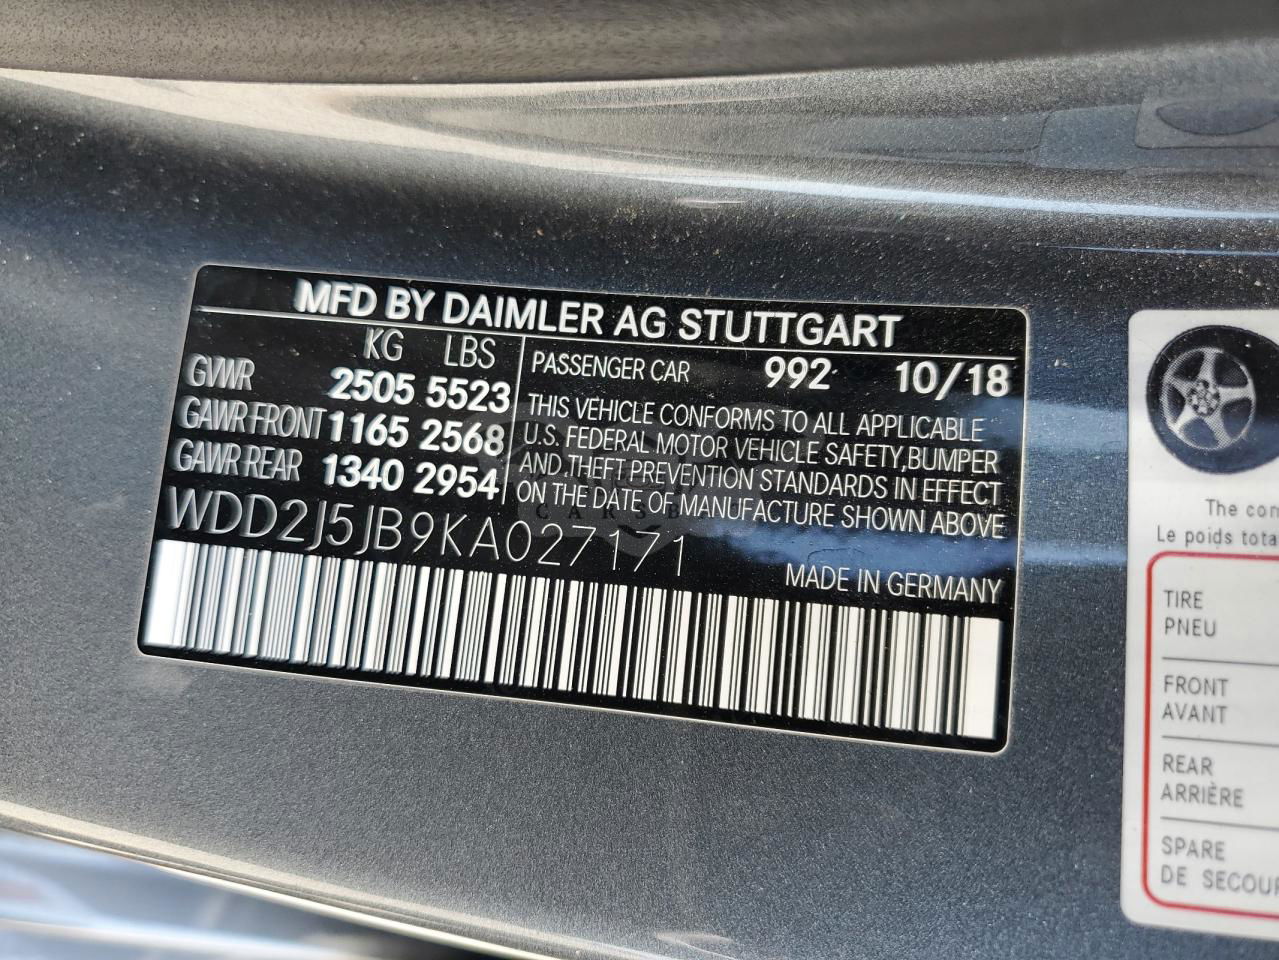 MFD BY DAIMLER AG STUTTGART
KG LBS
GVWR 2505 5523
GAWR FRONT 1165 2568
GAWR REAR 1340 2954
PASSENGER CAR 992 10/18
THIS VEHICLE CONFORMS TO ALL APPLICABLE
U.S. FEDERAL MOTOR VEHICLE SAFETY,BUMPER
AND,THEFT PREVENTION STANDARDS IN EFFECT
ON THE DATE OF MANUFACTURE SHOWN ABOVE
WDD2J5JB9KA027171
MADE IN GERMANY
The com
Le poids tota
TIRE
PNEU
FRONT
AVANT
REAR
ARRIÈRE
SPARE
DE SECOUR